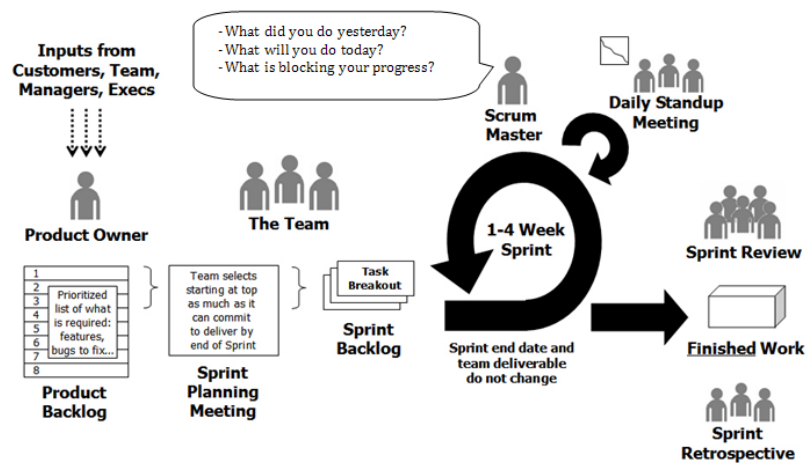 Inputs from
Customers, Team,
Managers, Execs
- What did you do yesterday?
- What will you do today?
- What is blocking your progress?
Scrum
Master
Daily Standup
Meeting
Product Owner
The Team
1-4 Week
Sprint
Sprint Review
1
2
3
4
5
6
7
8
Prioritized
list of what
is required:
features,
bugs to fix...
Product
Backlog
Team selects
starting at top
as much as it
can commit
to deliver by
end of Sprint
Sprint
Planning
Meeting
Task
Breakout
Sprint
Backlog
Sprint end date and
team deliverable
do not change
Finished Work
Sprint
Retrospective